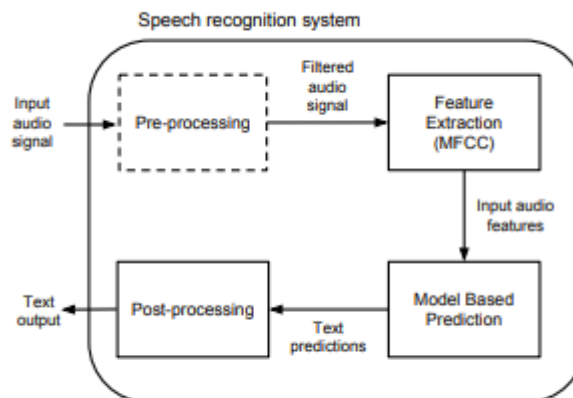 Speech recognition system
Input
audio
signal
Pre-processing
Filtered
audio
signal
Feature
Extraction
(MFCC)
Input audio
features
Model Based
Prediction
Text
predictions
Post-processing
Text
output